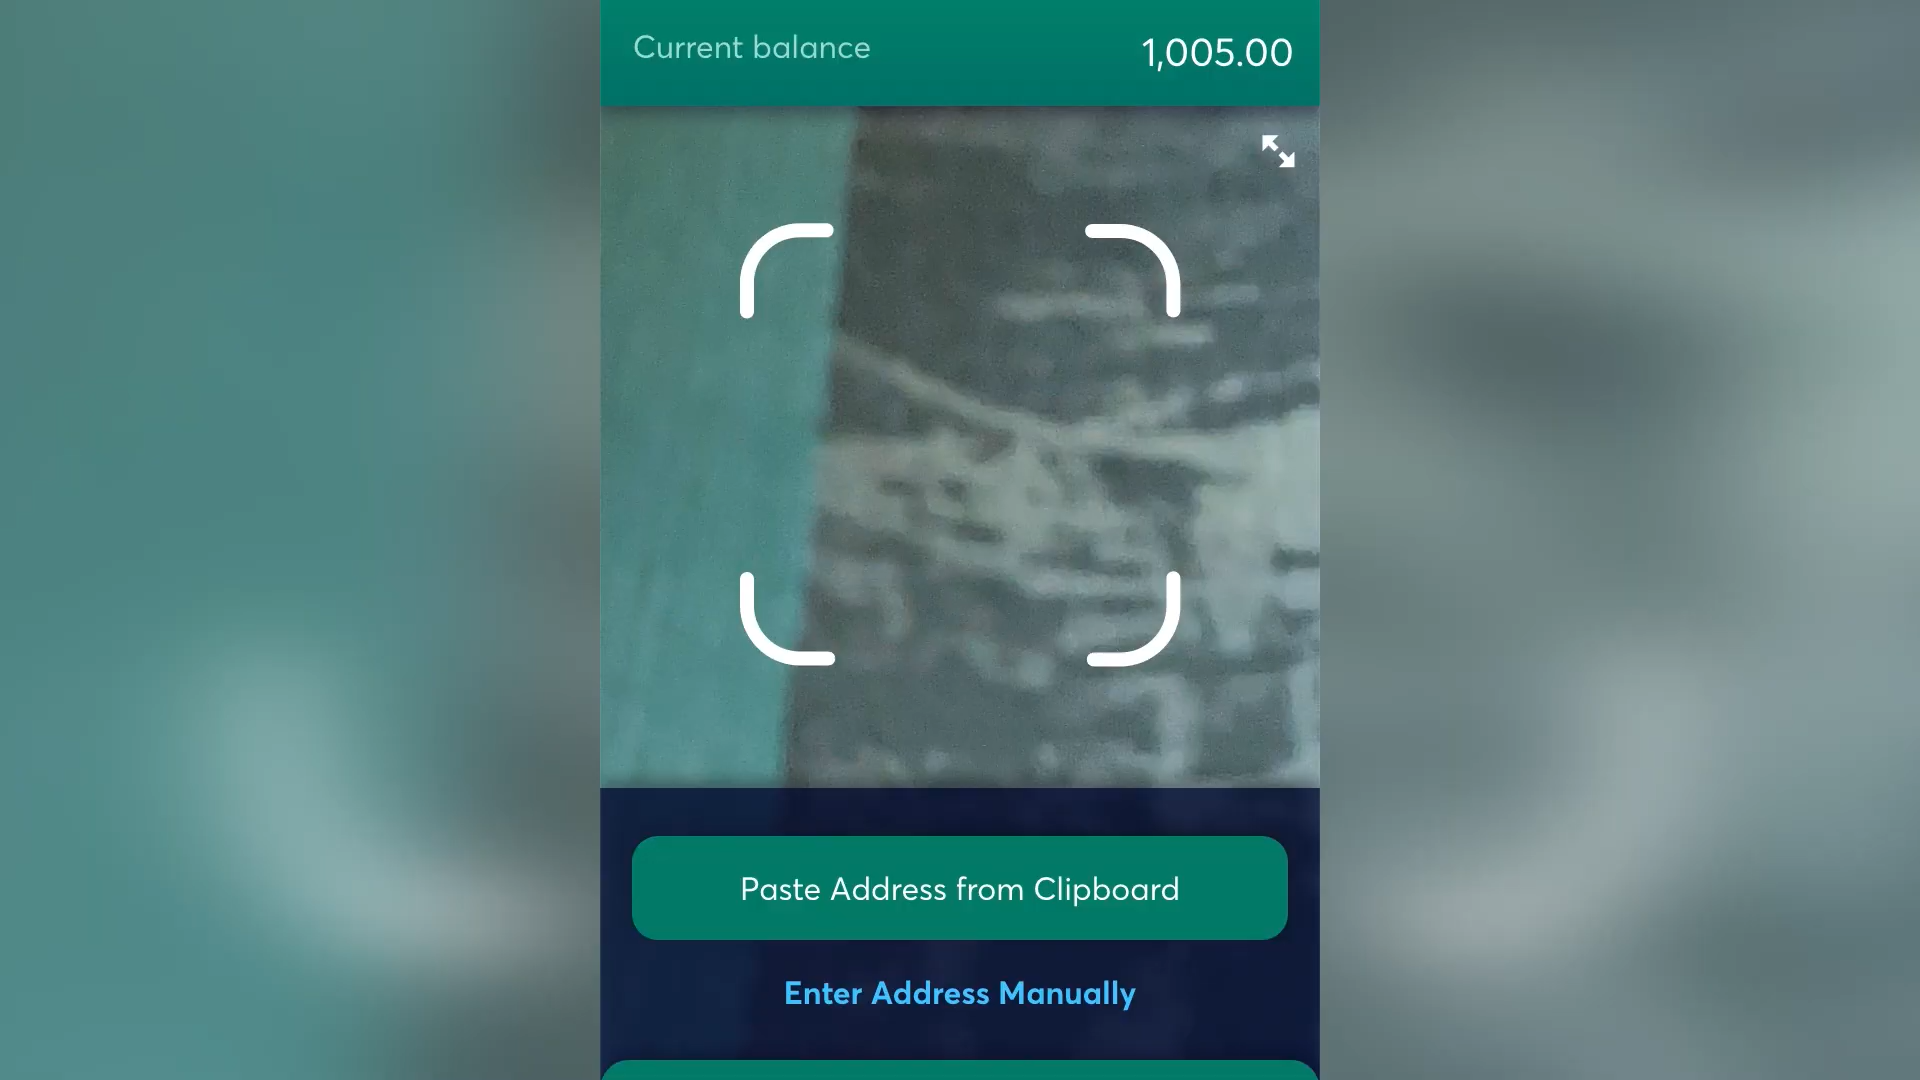 Current balance
1,005.00
Paste Address from Clipboard
Enter Address Manually